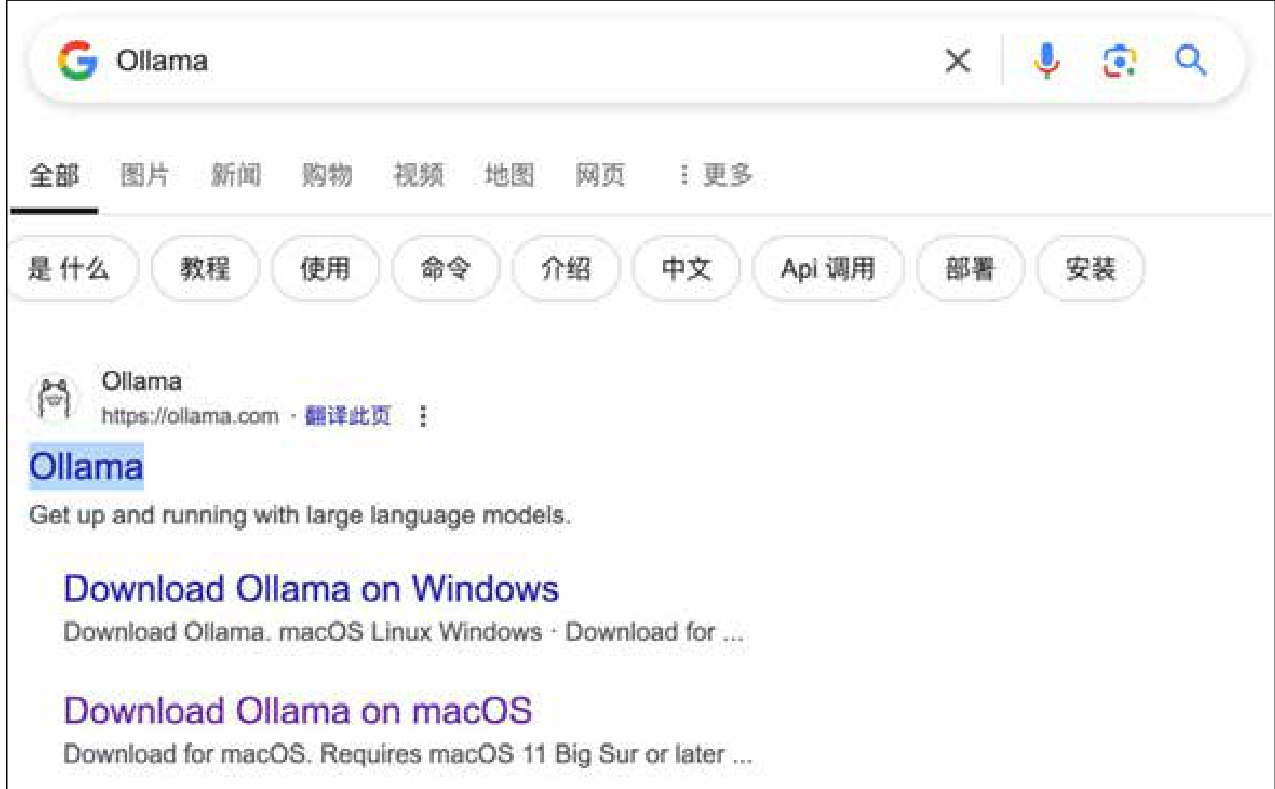 Ollama
全部 图片 新闻 购物 视频 地图 网页 ⋮ 更多
是 什么 教程 使用 命令 介绍 中文 Api 调用 部署 安装
Ollama
https://ollama.com · 翻译此页 ⋮
Ollama
Get up and running with large language models.
Download Ollama on Windows
Download Ollama. macOS Linux Windows · Download for ...
Download Ollama on macOS
Download for macOS. Requires macOS 11 Big Sur or later ...